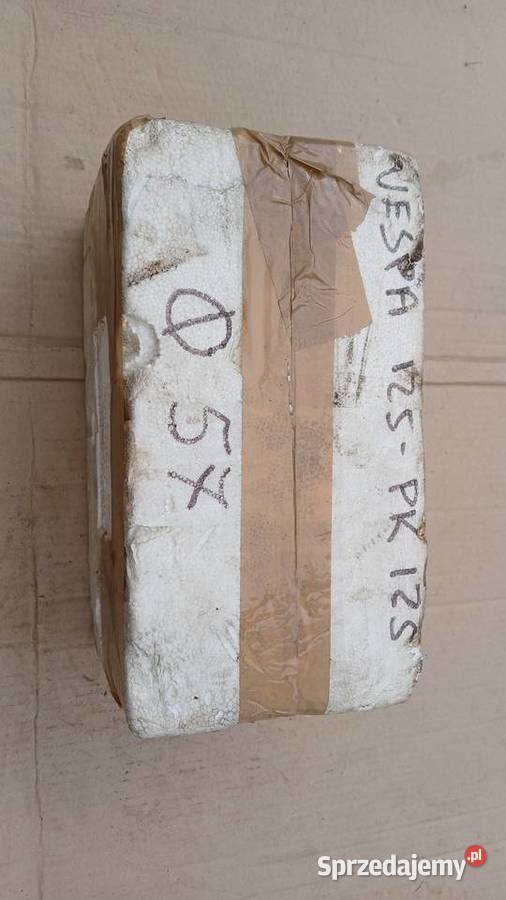 VESPA 125-PK 125
Ø 57
Sprzedajemy.pl